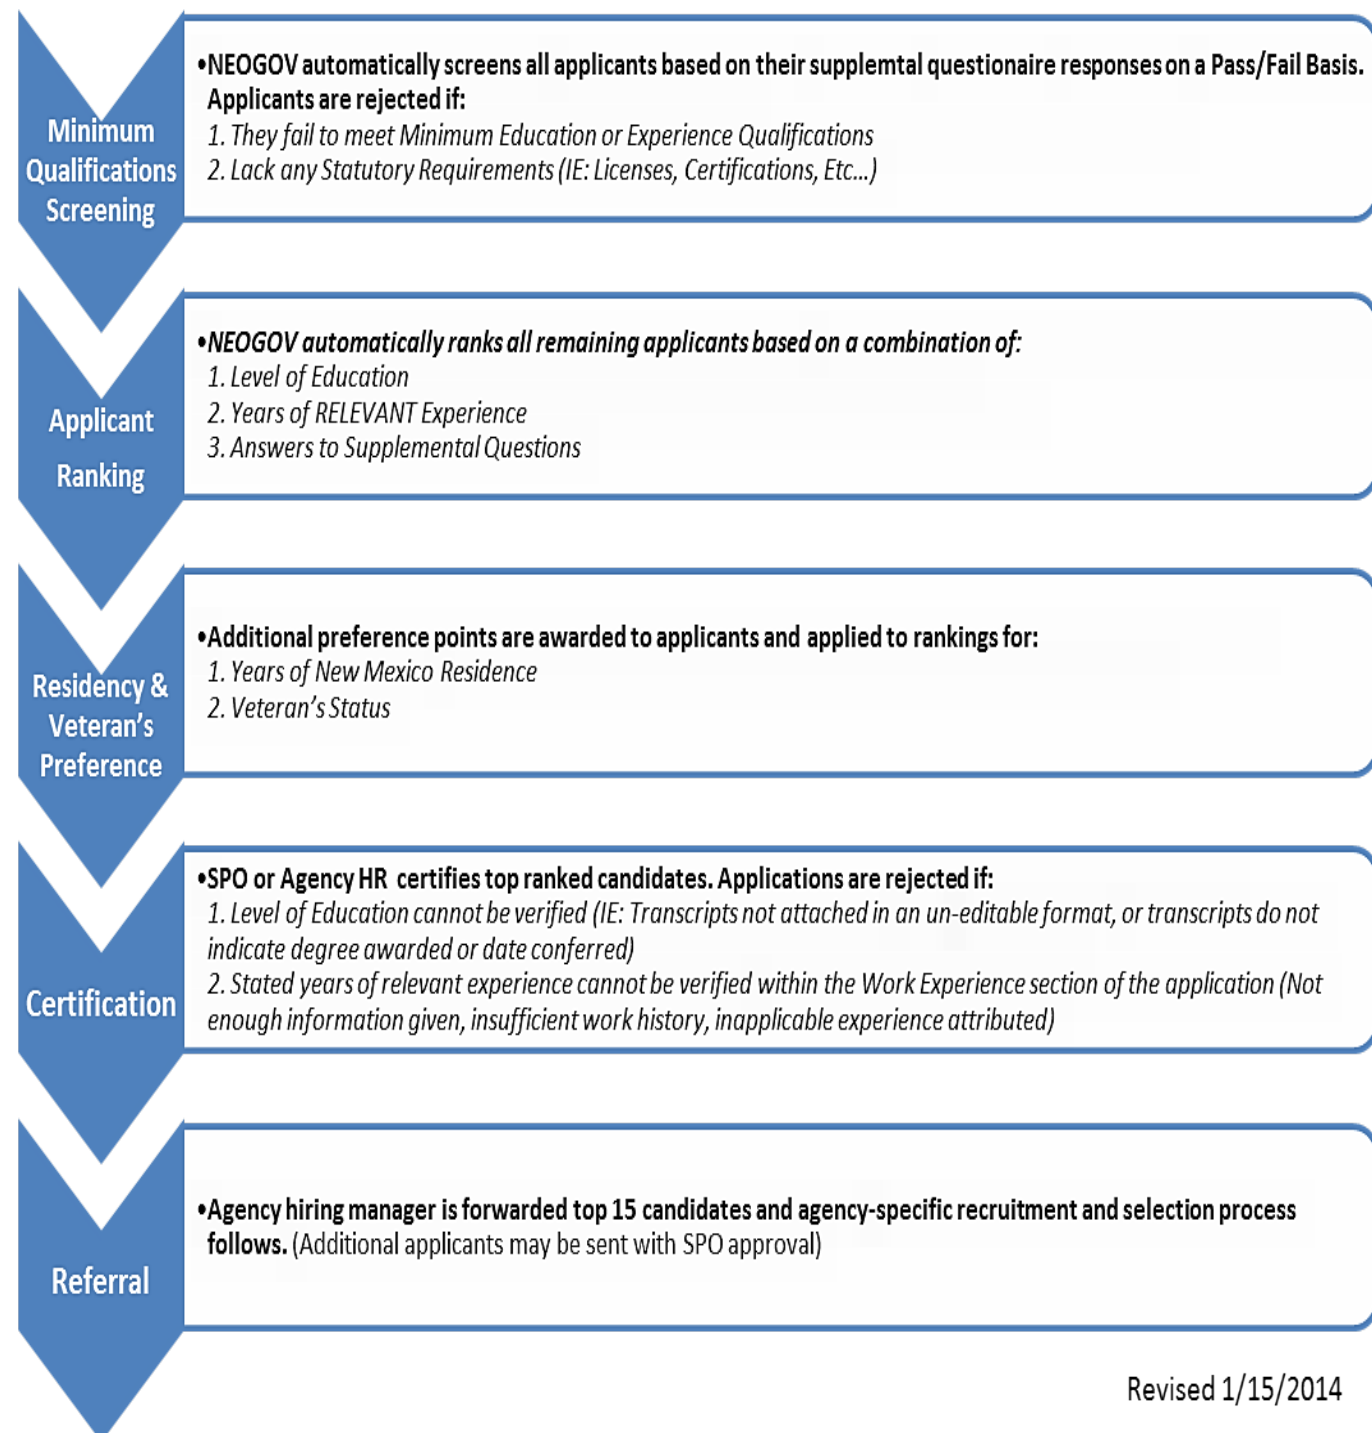 Minimum
Qualifications
Screening
•NEOGOV automatically screens all applicants based on their supplemtal questionaire responses on a Pass/Fail Basis.
Applicants are rejected if:
1. They fail to meet Minimum Education or Experience Qualifications
2. Lack any Statutory Requirements (IE: Licenses, Certifications, Etc...)
Applicant
Ranking
•NEOGOV automatically ranks all remaining applicants based on a combination of:
1. Level of Education
2. Years of RELEVANT Experience
3. Answers to Supplemental Questions
Residency &
Veteran’s
Preference
•Additional preference points are awarded to applicants and applied to rankings for:
1. Years of New Mexico Residence
2. Veteran’s Status
Certification
•SPO or Agency HR certifies top ranked candidates. Applications are rejected if:
1. Level of Education cannot be verified (IE: Transcripts not attached in an un-editable format, or transcripts do not
indicate degree awarded or date conferred)
2. Stated years of relevant experience cannot be verified within the Work Experience section of the application (Not
enough information given, insufficient work history, inapplicable experience attributed)
Referral
•Agency hiring manager is forwarded top 15 candidates and agency-specific recruitment and selection process
follows. (Additional applicants may be sent with SPO approval)
Revised 1/15/2014